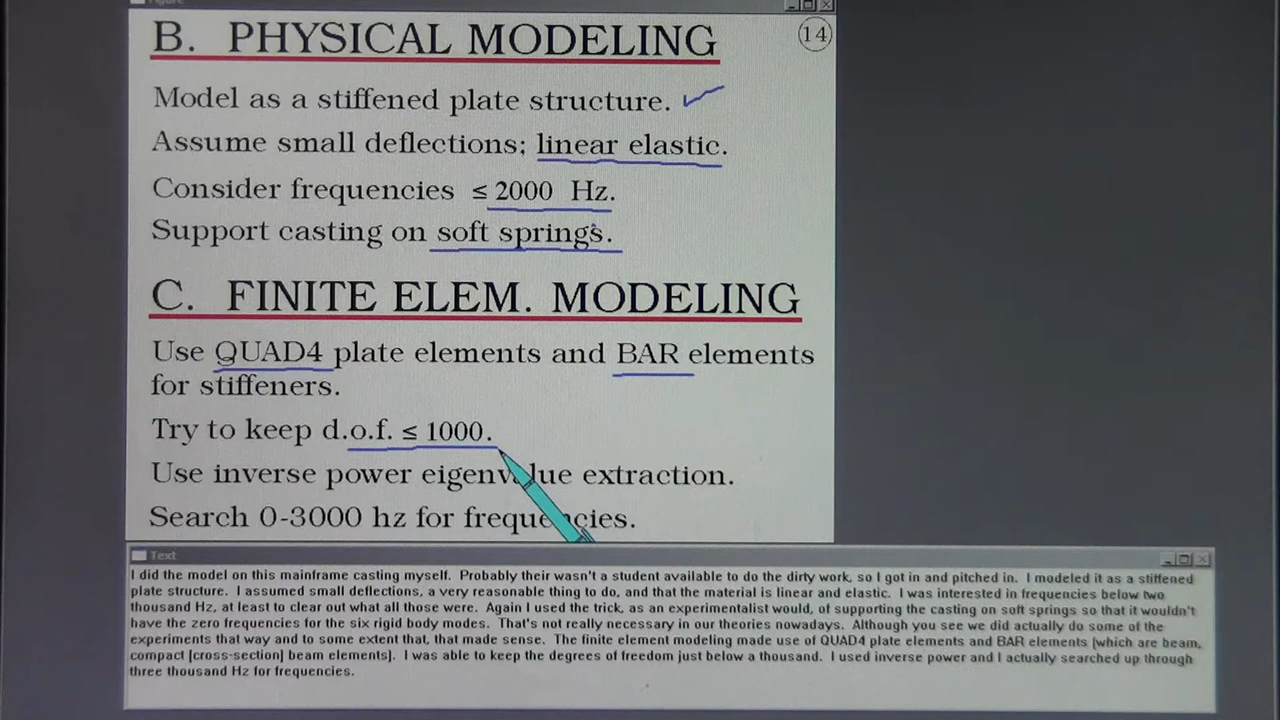 B. PHYSICAL MODELING
14
Model as a stiffened plate structure.
Assume small deflections; linear elastic.
Consider frequencies ≤ 2000 Hz.
Support casting on soft springs.
C. FINITE ELEM. MODELING
Use QUAD4 plate elements and BAR elements
for stiffeners.
Try to keep d.o.f. ≤ 1000.
Use inverse power eigenvalue extraction.
Search 0-3000 hz for frequencies.
Text
I did the model on this mainframe casting myself. Probably their wasn't a student available to do the dirty work, so I got in and pitched in. I modeled it as a stiffened
plate structure. I assumed small deflections, a very reasonable thing to do, and that the material is linear and elastic. I was interested in frequencies below two
thousand Hz, at least to clear out what all those were. Again I used the trick, as an experimentalist would, of supporting the casting on soft springs so that it wouldn't
have the zero frequencies for the six rigid body modes. That's not really necessary in our theories nowadays. Although you see we did actually do some of the
experiments that way and to some extent that, that made sense. The finite element modeling made use of QUAD4 plate elements and BAR elements [which are beam,
compact [cross-section] beam elements]. I was able to keep the degrees of freedom just below a thousand. I used inverse power and I actually searched up through
three thousand Hz for frequencies.